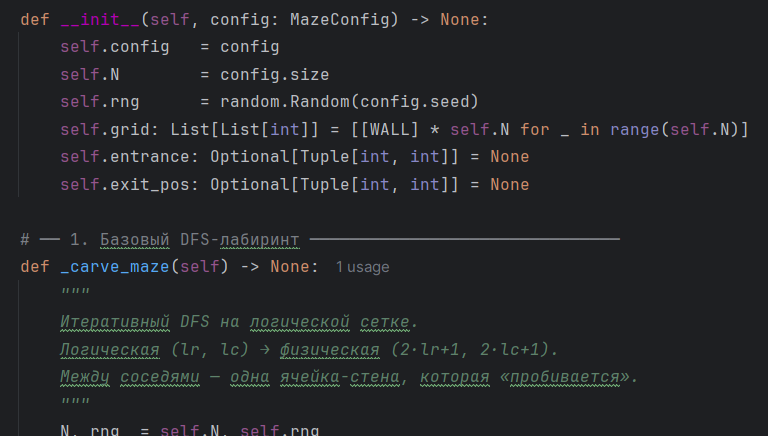 def __init__(self, config: MazeConfig) -> None:
self.config   = config
self.N        = config.size
self.rng      = random.Random(config.seed)
self.grid: List[List[int]] = [[WALL] * self.N for _ in range(self.N)]
self.entrance: Optional[Tuple[int, int]] = None
self.exit_pos: Optional[Tuple[int, int]] = None
# ── 1. Базовый DFS-лабиринт ───────────────────────────────
def _carve_maze(self) -> None: 1 usage
"""
Итеративный DFS на логической сетке.
Логическая (lr, lc) → физическая (2·lr+1, 2·lc+1).
Между соседями — одна ячейка-стена, которая «пробивается».
"""
N, rng  = self.N, self.rng